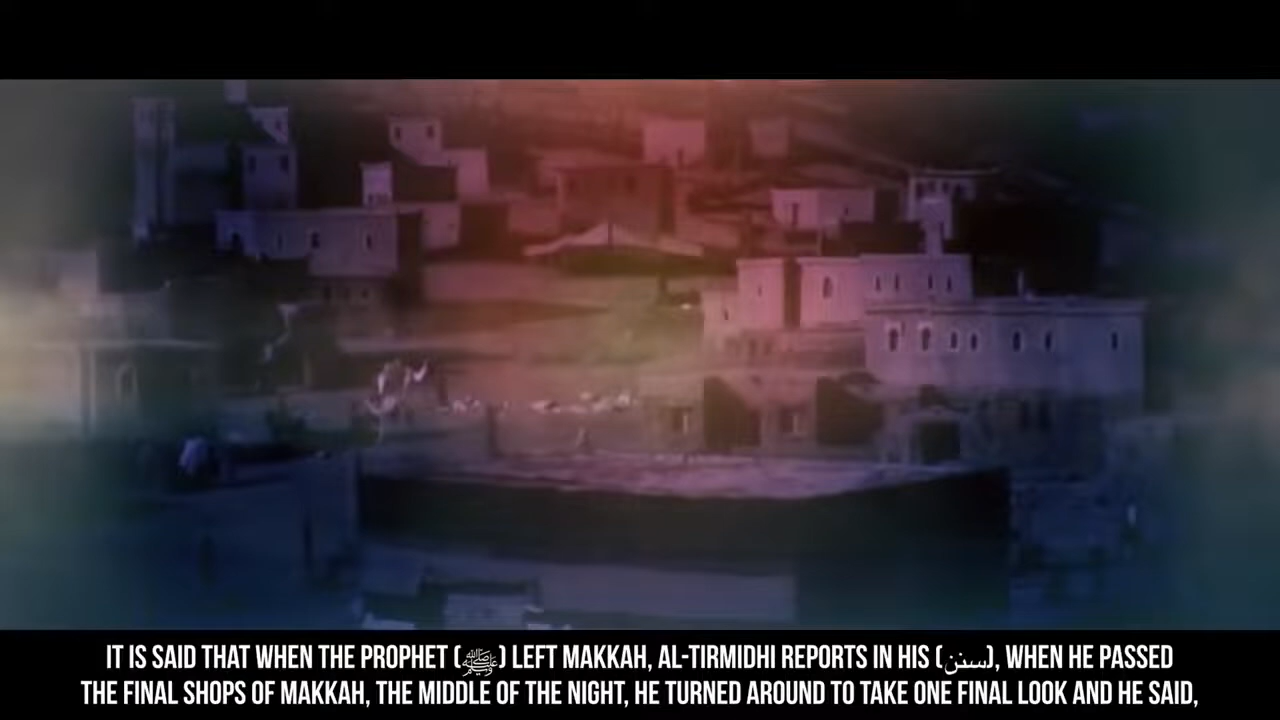 IT IS SAID THAT WHEN THE PROPHET (ﷺ) LEFT MAKKAH, AL-TIRMIDHI REPORTS IN HIS (سنن), WHEN HE PASSED
THE FINAL SHOPS OF MAKKAH, THE MIDDLE OF THE NIGHT, HE TURNED AROUND TO TAKE ONE FINAL LOOK AND HE SAID,